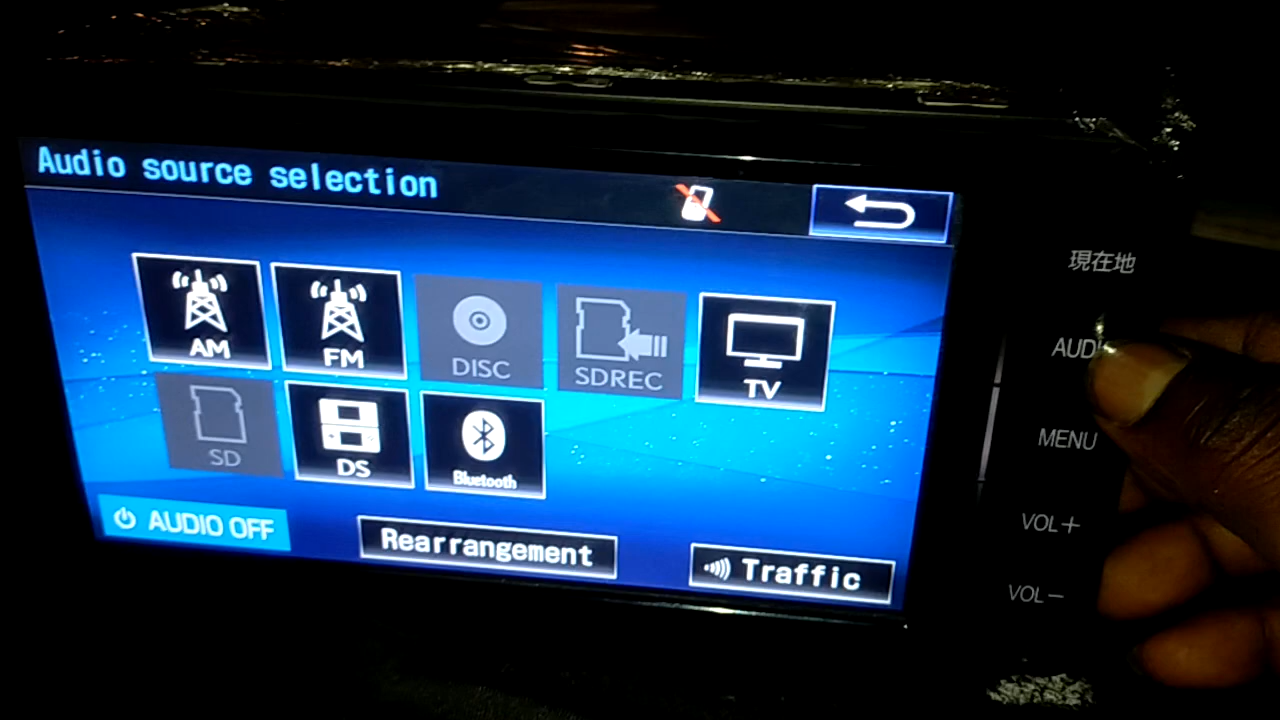 Audio source selection
現在地
AM
FM
DISC
SDREC
TV
AUD
SD
DS
Bluetooth
MENU
AUDIO OFF
Rearrangement
Traffic
VOL+
VOL-